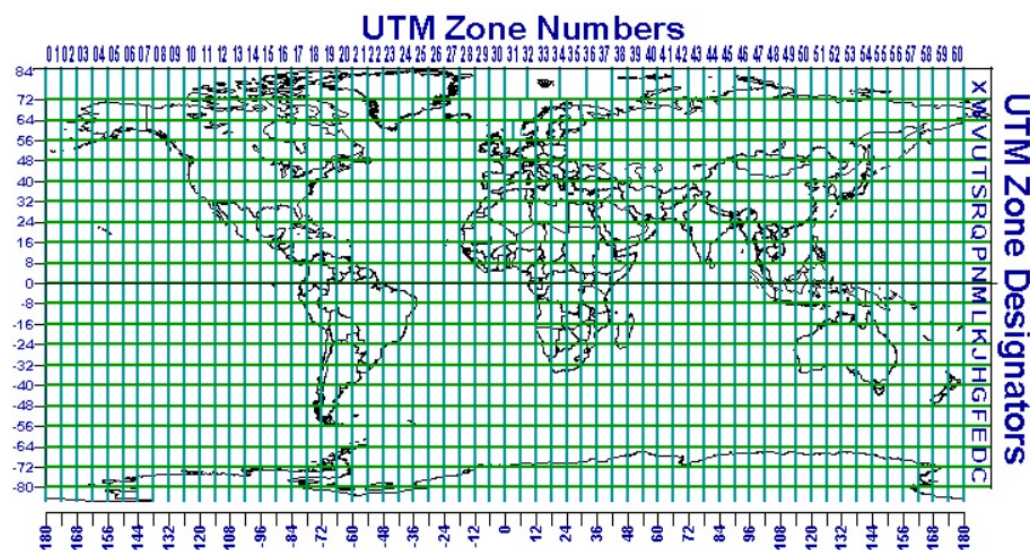 UTM Zone Numbers
01 02 03 04 05 06 07 08 09 10 11 12 13 14 15 16 17 18 19 20 21 22 23 24 25 26 27 28 29 30 31 32 33 34 35 36 37 38 39 40 41 42 43 44 45 46 47 48 49 50 51 52 53 54 55 56 57 58 59 60
84
72
64
56
48
40
32
24
16
8
0
-8
-16
-24
-32
-40
-48
-56
-64
-72
-80
X
W
V
U
T
S
R
Q
P
N
M
L
K
J
H
G
F
E
D
C
UTM Zone Designators
-180 -168 -156 -144 -132 -120 -108 -96 -84 -72 -60 -48 -36 -24 -12 0 12 24 36 48 60 72 84 96 108 120 132 144 156 168 180